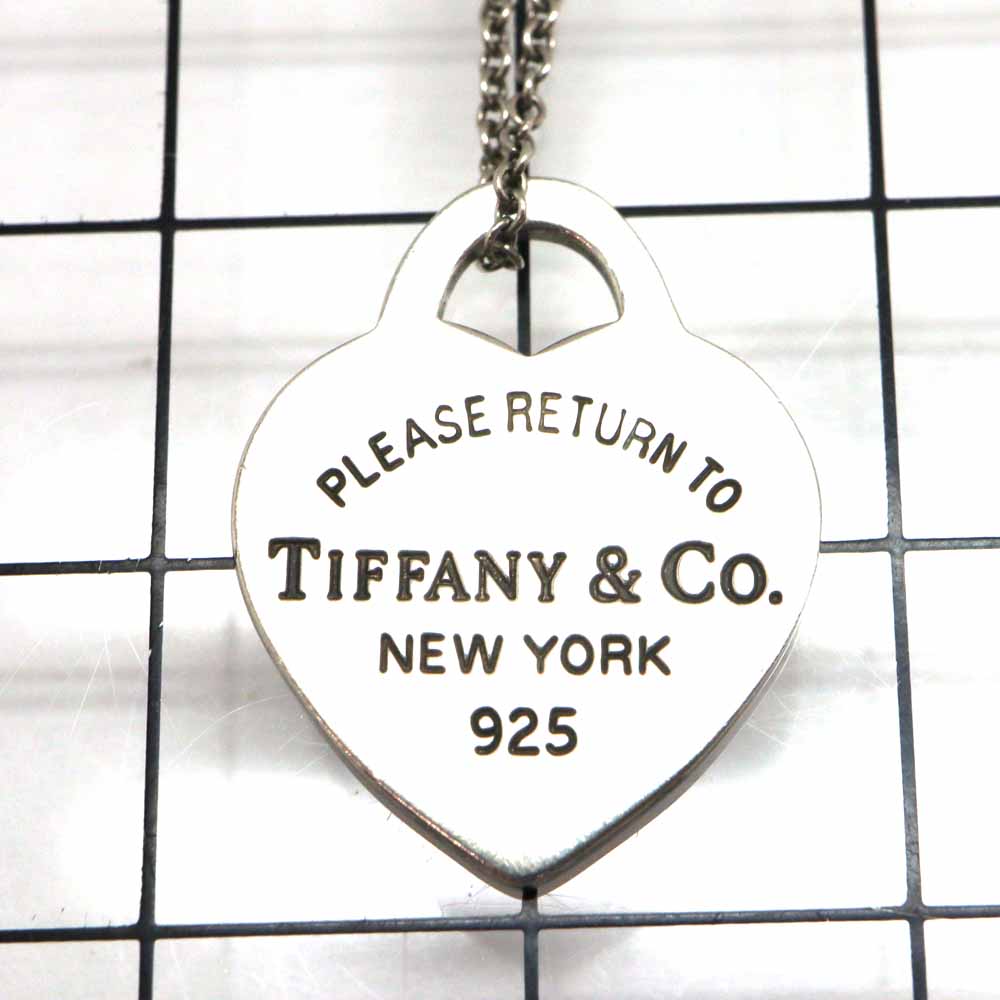 PLEASE RETURN TO
TIFFANY & CO.
NEW YORK
925